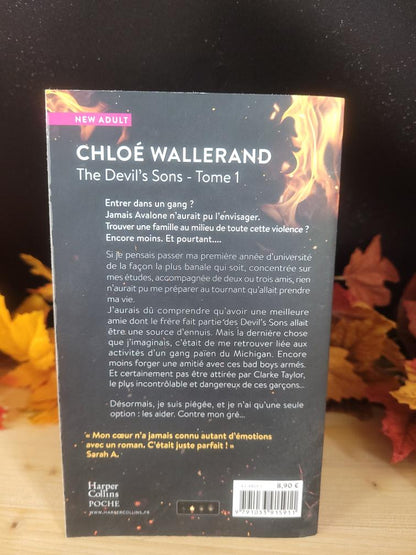 NEW ADULT
CHLOÉ WALLERAND
The Devil's Sons - Tome 1
Entrer dans un gang ?
Jamais Avalone n'aurait pu l'envisager.
Trouver une famille au milieu de toute cette violence ?
Encore moins. Et pourtant....
Si je pensais passer ma première année d'université
de la façon la plus banale qui soit, concentrée sur
mes études, accompagnée de deux ou trois amis, rien
n'aurait pu me préparer au tournant qu'allait prendre
ma vie.
J'aurais dû comprendre qu'avoir une meilleure
amie dont le frère fait partie des Devil's Sons allait
être une source d'ennuis. Mais la dernière chose
que j'imaginais, c'était de me retrouver liée aux
activités d'un gang païen du Michigan. Encore
moins forger une amitié avec ces bad boys armés.
Et certainement pas être attirée par Clarke Taylor,
le plus incontrôlable et dangereux de ces garçons...
Désormais, je suis piégée, et je n'ai qu'une seule
option : les aider. Contre mon gré...
« Mon cœur n'a jamais connu autant d'émotions
avec un roman. C'était juste parfait ! »
Sarah A.
Harper
Collins
POCHE
WWW.HARPERCOLLINS.FR
8,90 €
9 791033 915911